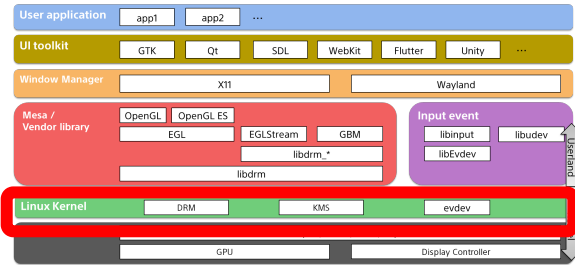 User application
app1
app2
...
UI toolkit
GTK
Qt
SDL
WebKit
Flutter
Unity
...
Window Manager
X11
Wayland
Mesa /
Vendor library
OpenGL
OpenGL ES
EGL
EGLStream
GBM
libdrm_*
libdrm
Input event
libinput
libudev
libEvdev
Userland
Linux Kernel
DRM
KMS
evdev
GPU
Display Controller